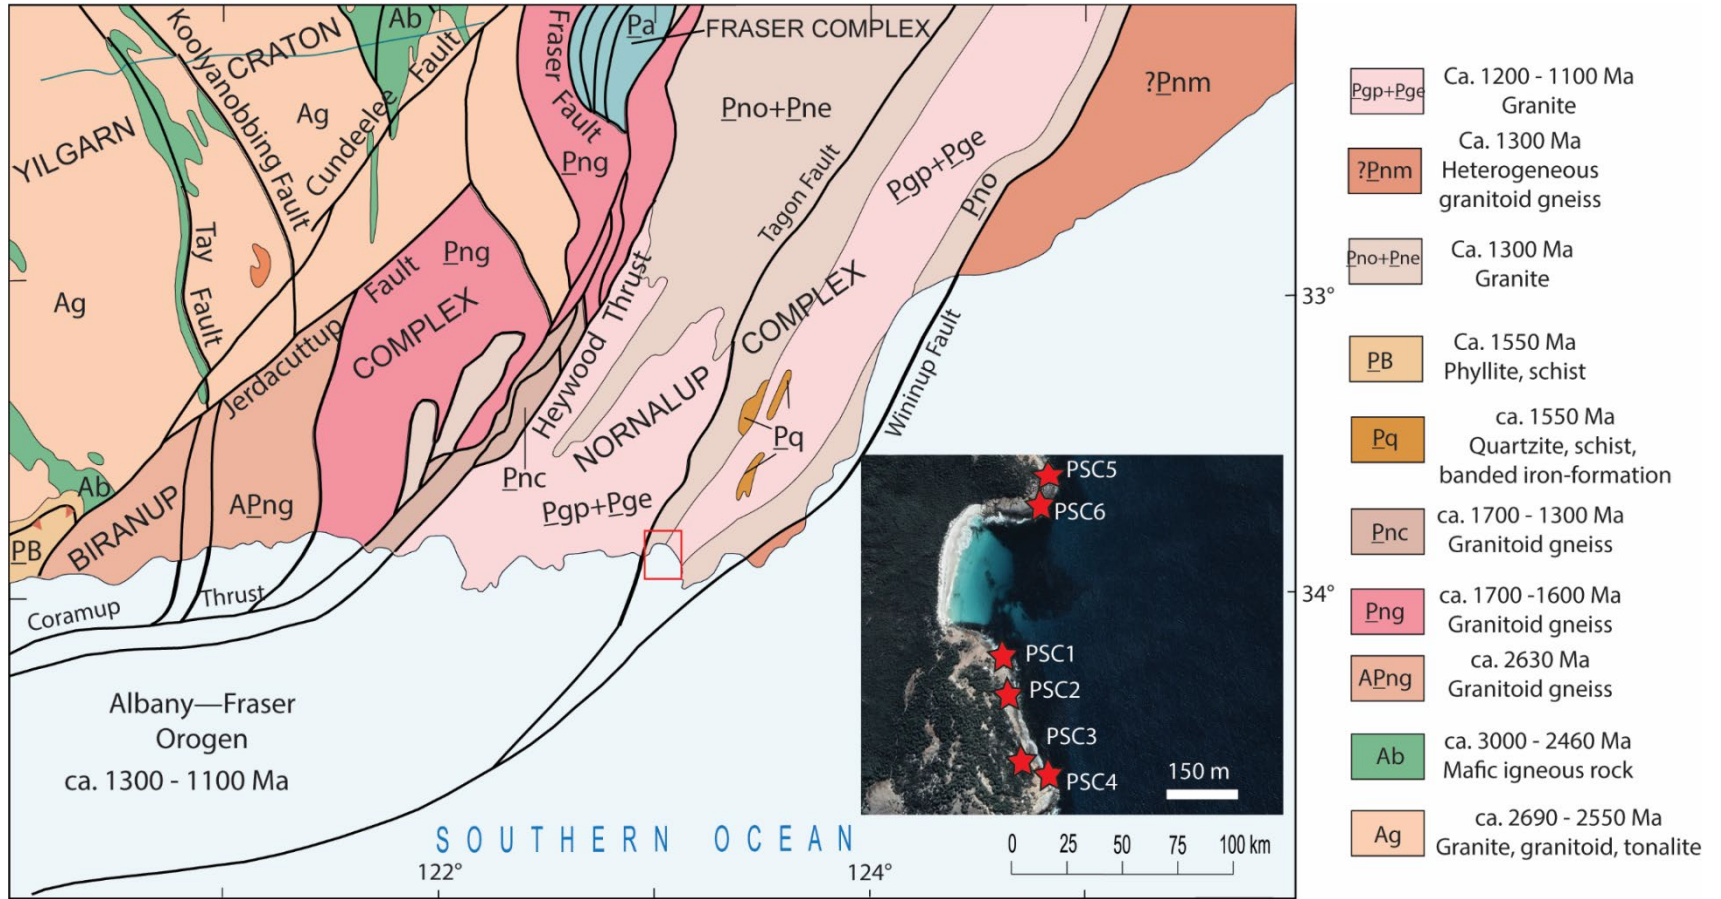 YILGARN
CRATON
Koolyanobbing Fault
Ab
Cundeelee Fault
Ag
Tay Fault
Ag
Fraser Fault
Pa
FRASER COMPLEX
Png
Pno+Pne
Tagon Fault
Pgp+Pge
Pno
?Pnm
Jerdacuttup Fault
Png
COMPLEX
Heywood Thrust
COMPLEX
NORNALUP
Wininup Fault
Pq
Pnc
Pgp+Pge
Ab
BIRANUP
APng
PB
Coramup Thrust
Albany—Fraser
Orogen
ca. 1300 - 1100 Ma
SOUTHERN OCEAN
122°
124°
33°
34°
PSC5
PSC6
PSC1
PSC2
PSC3
PSC4
150 m
0 25 50 75 100 km
Pgp+Pge
Ca. 1200 - 1100 Ma
Granite
?Pnm
Ca. 1300 Ma
Heterogeneous
granitoid gneiss
Pno+Pne
Ca. 1300 Ma
Granite
PB
Ca. 1550 Ma
Phyllite, schist
Pq
ca. 1550 Ma
Quartzite, schist,
banded iron-formation
Pnc
ca. 1700 - 1300 Ma
Granitoid gneiss
Png
ca. 1700 -1600 Ma
Granitoid gneiss
APng
ca. 2630 Ma
Granitoid gneiss
Ab
ca. 3000 - 2460 Ma
Mafic igneous rock
Ag
ca. 2690 - 2550 Ma
Granite, granitoid, tonalite